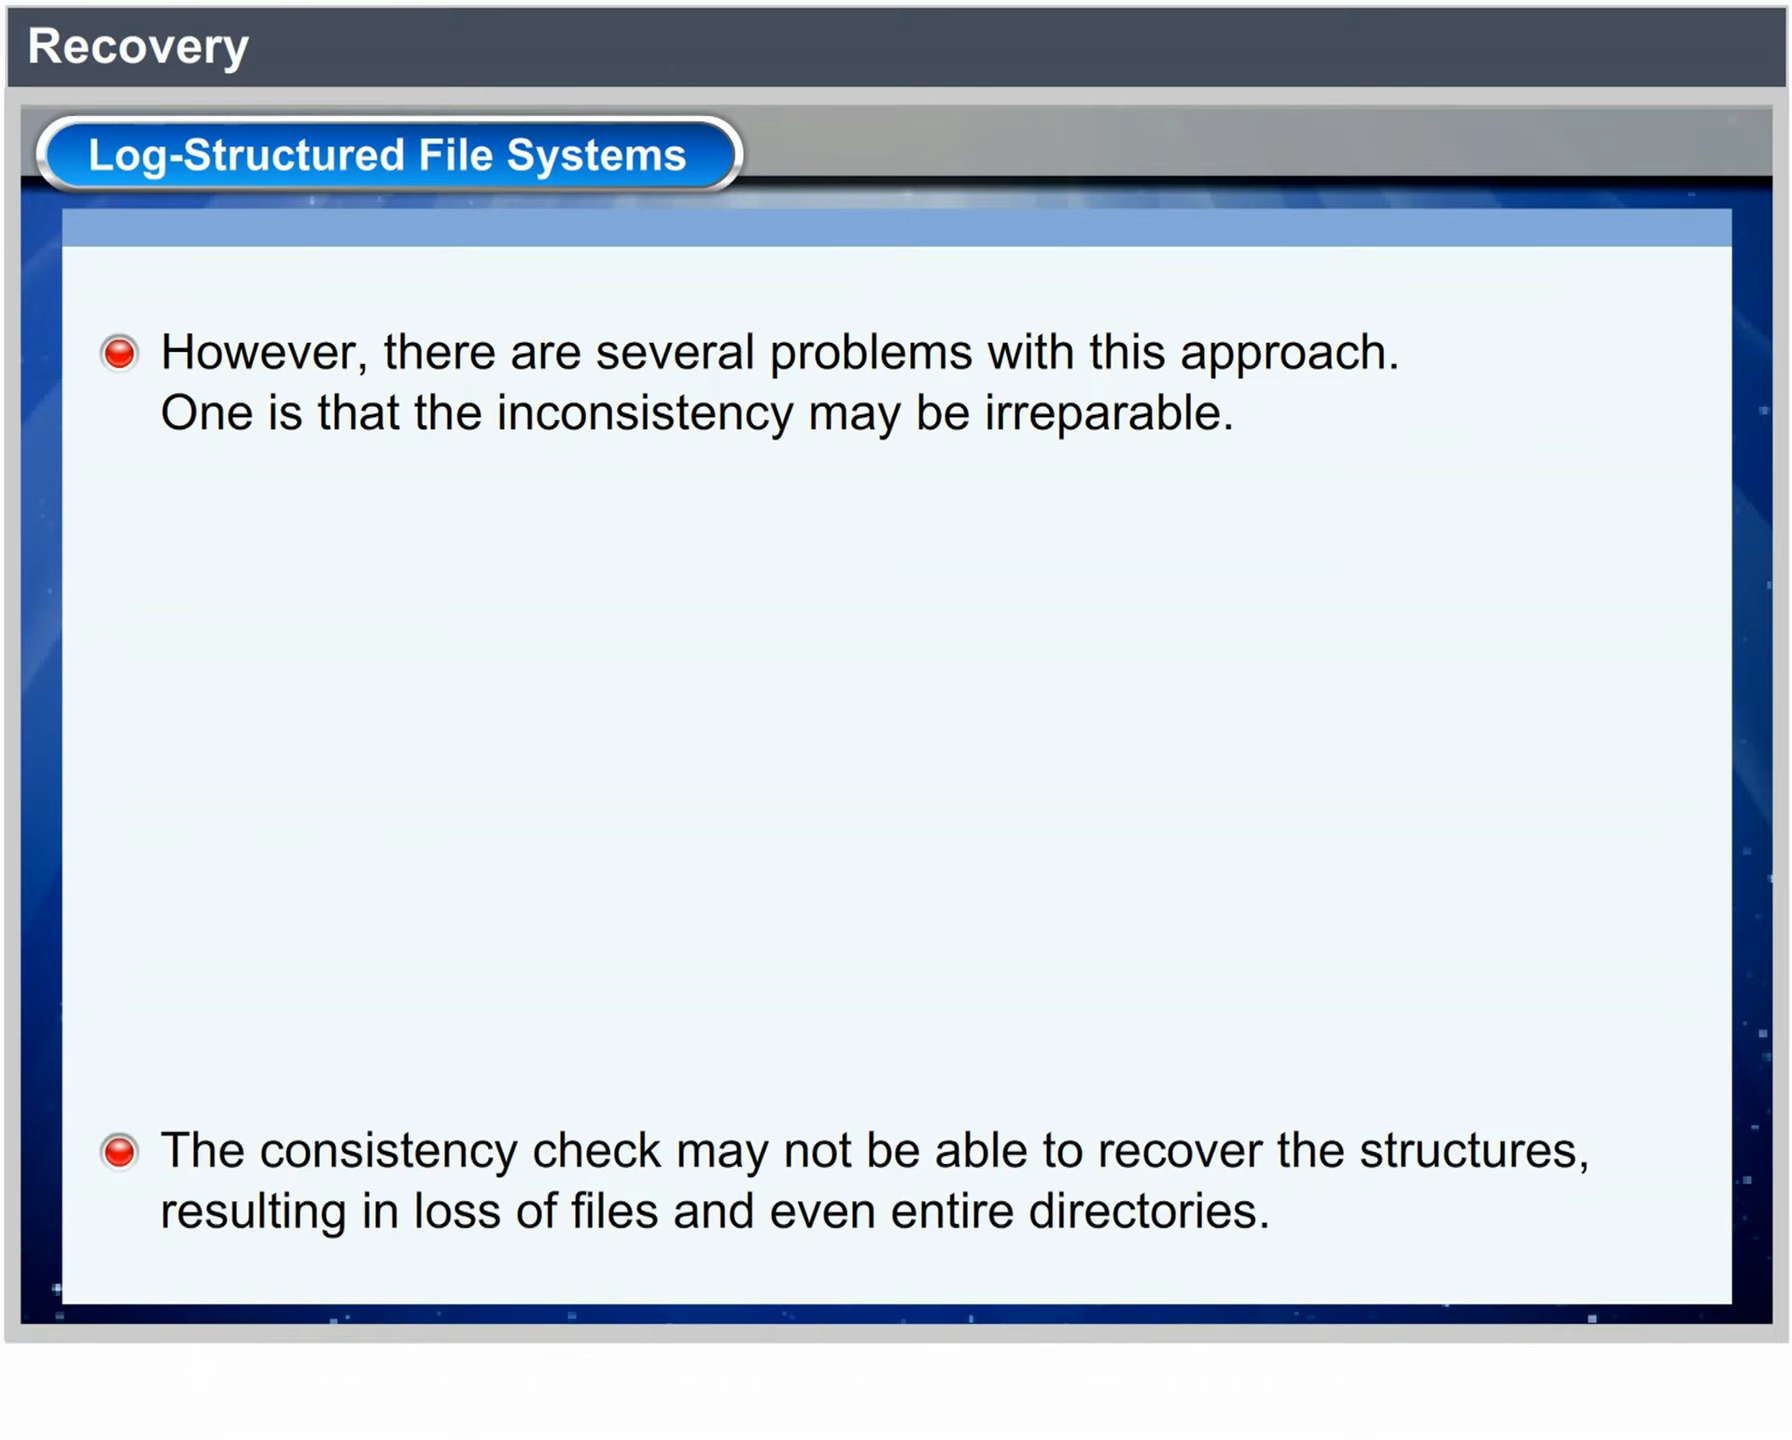 Recovery
Log-Structured File Systems
However, there are several problems with this approach.
One is that the inconsistency may be irreparable.
The consistency check may not be able to recover the structures,
resulting in loss of files and even entire directories.